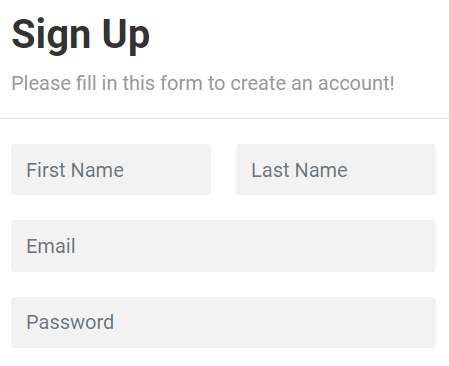 Sign Up
Please fill in this form to create an account!
First Name Last Name
Email
Password